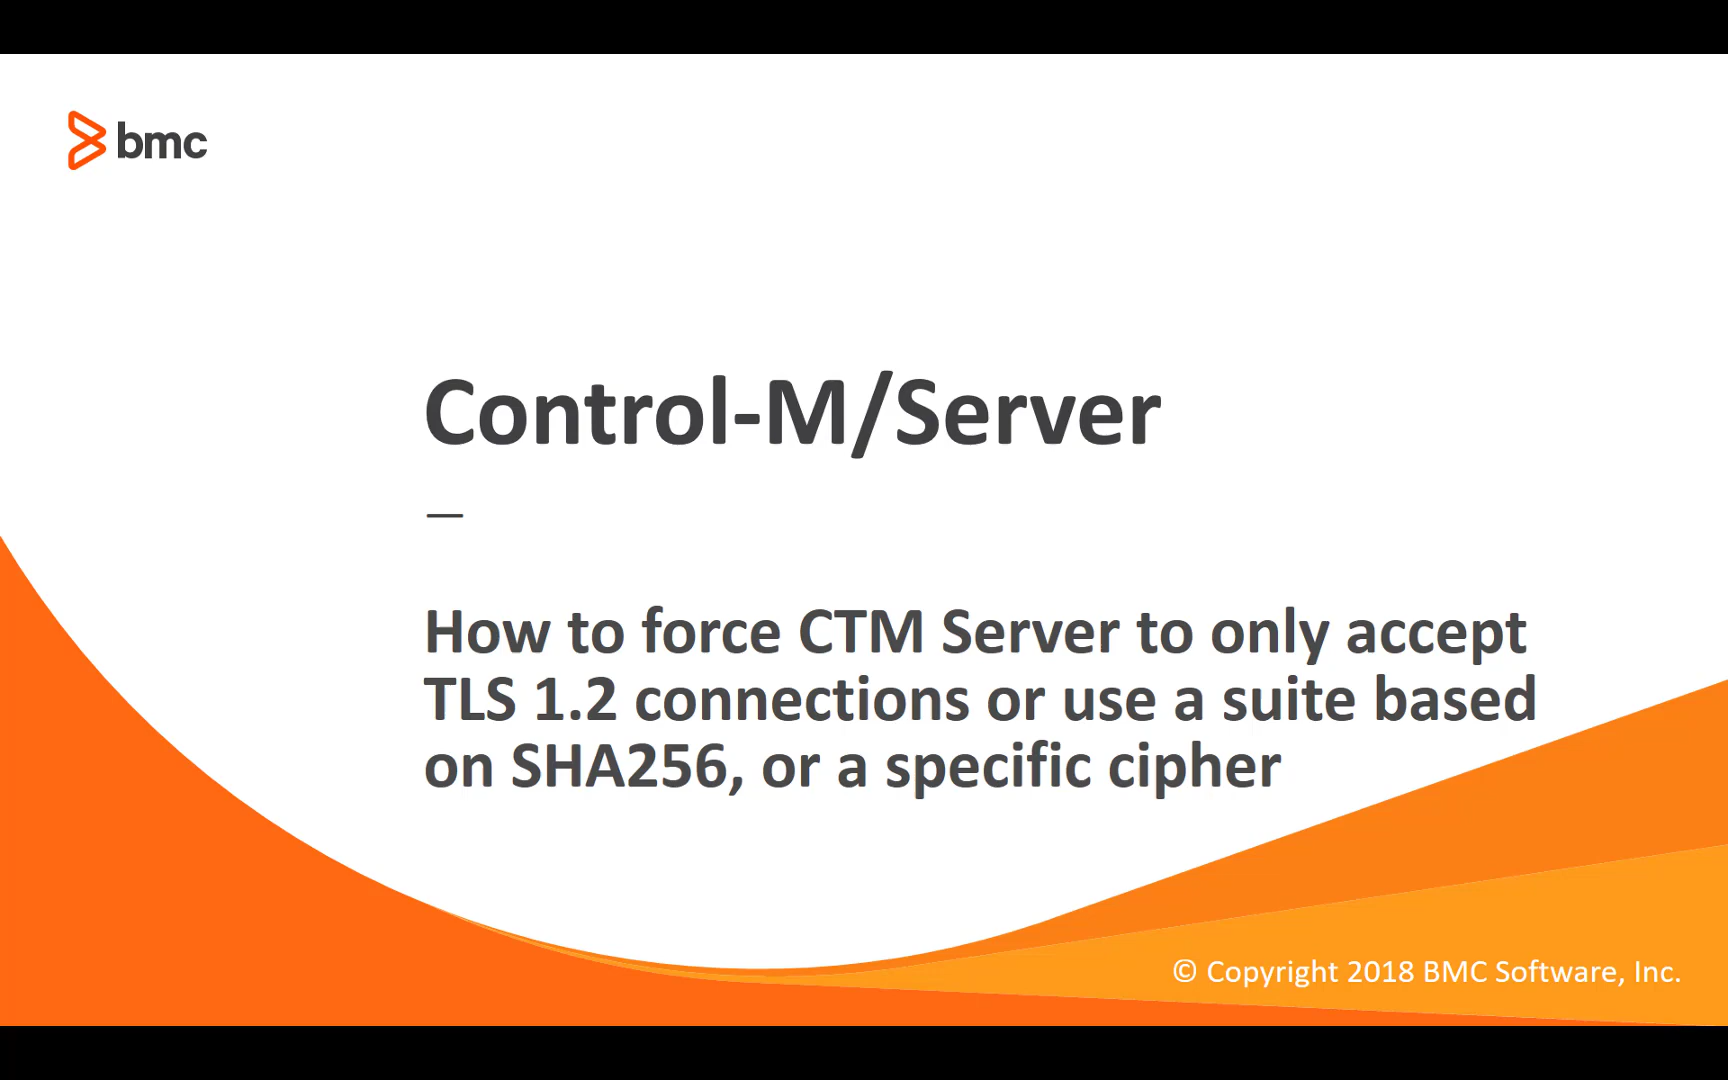 bmc
Control-M/Server
How to force CTM Server to only accept
TLS 1.2 connections or use a suite based
on SHA256, or a specific cipher
© Copyright 2018 BMC Software, Inc.